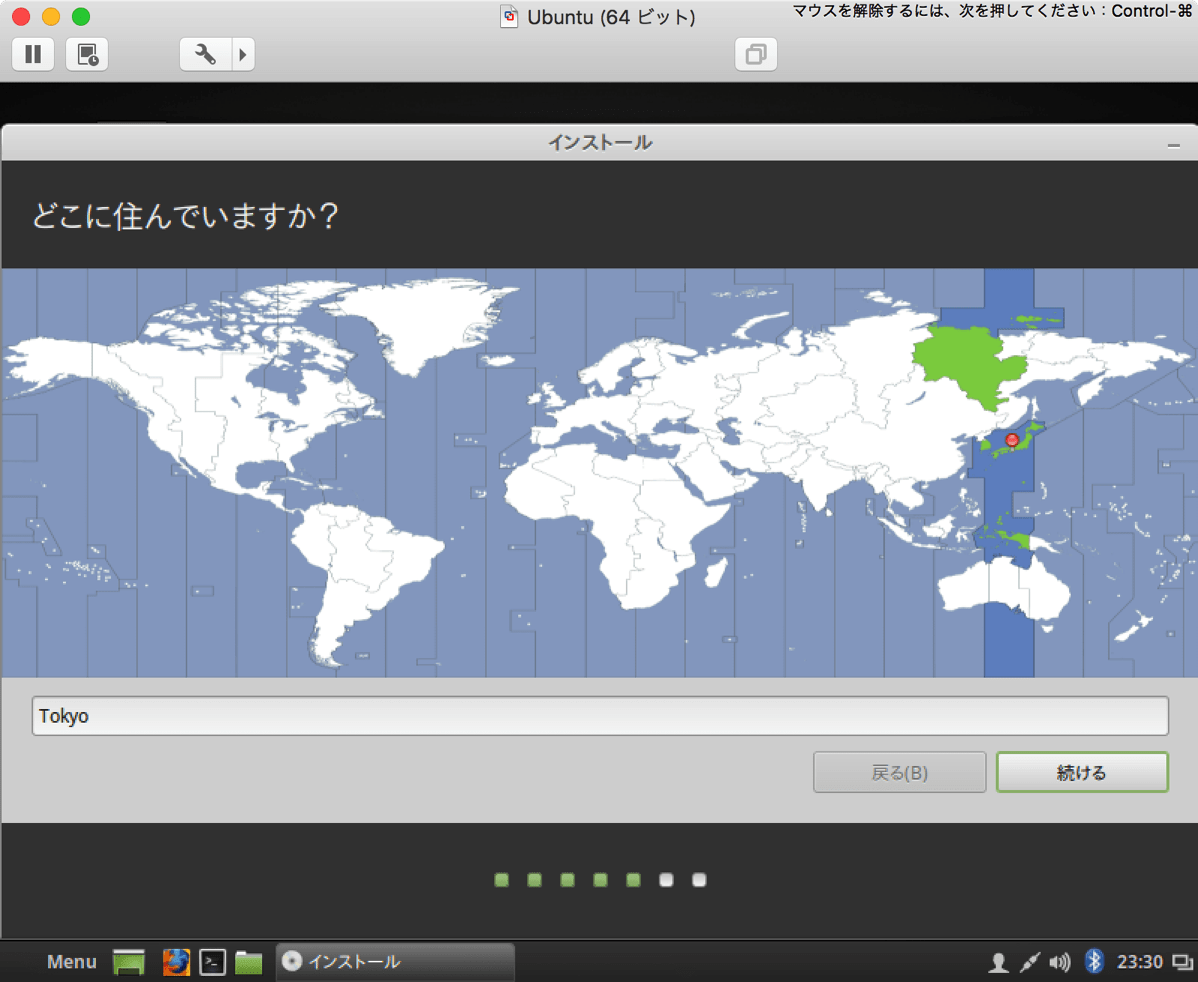 Ubuntu (64 ビット)
マウスを解除するには、次を押してください：Control-⌘
インストール
どこに住んでいますか？
Tokyo
戻る(B)
続ける
Menu
インストール
23:30